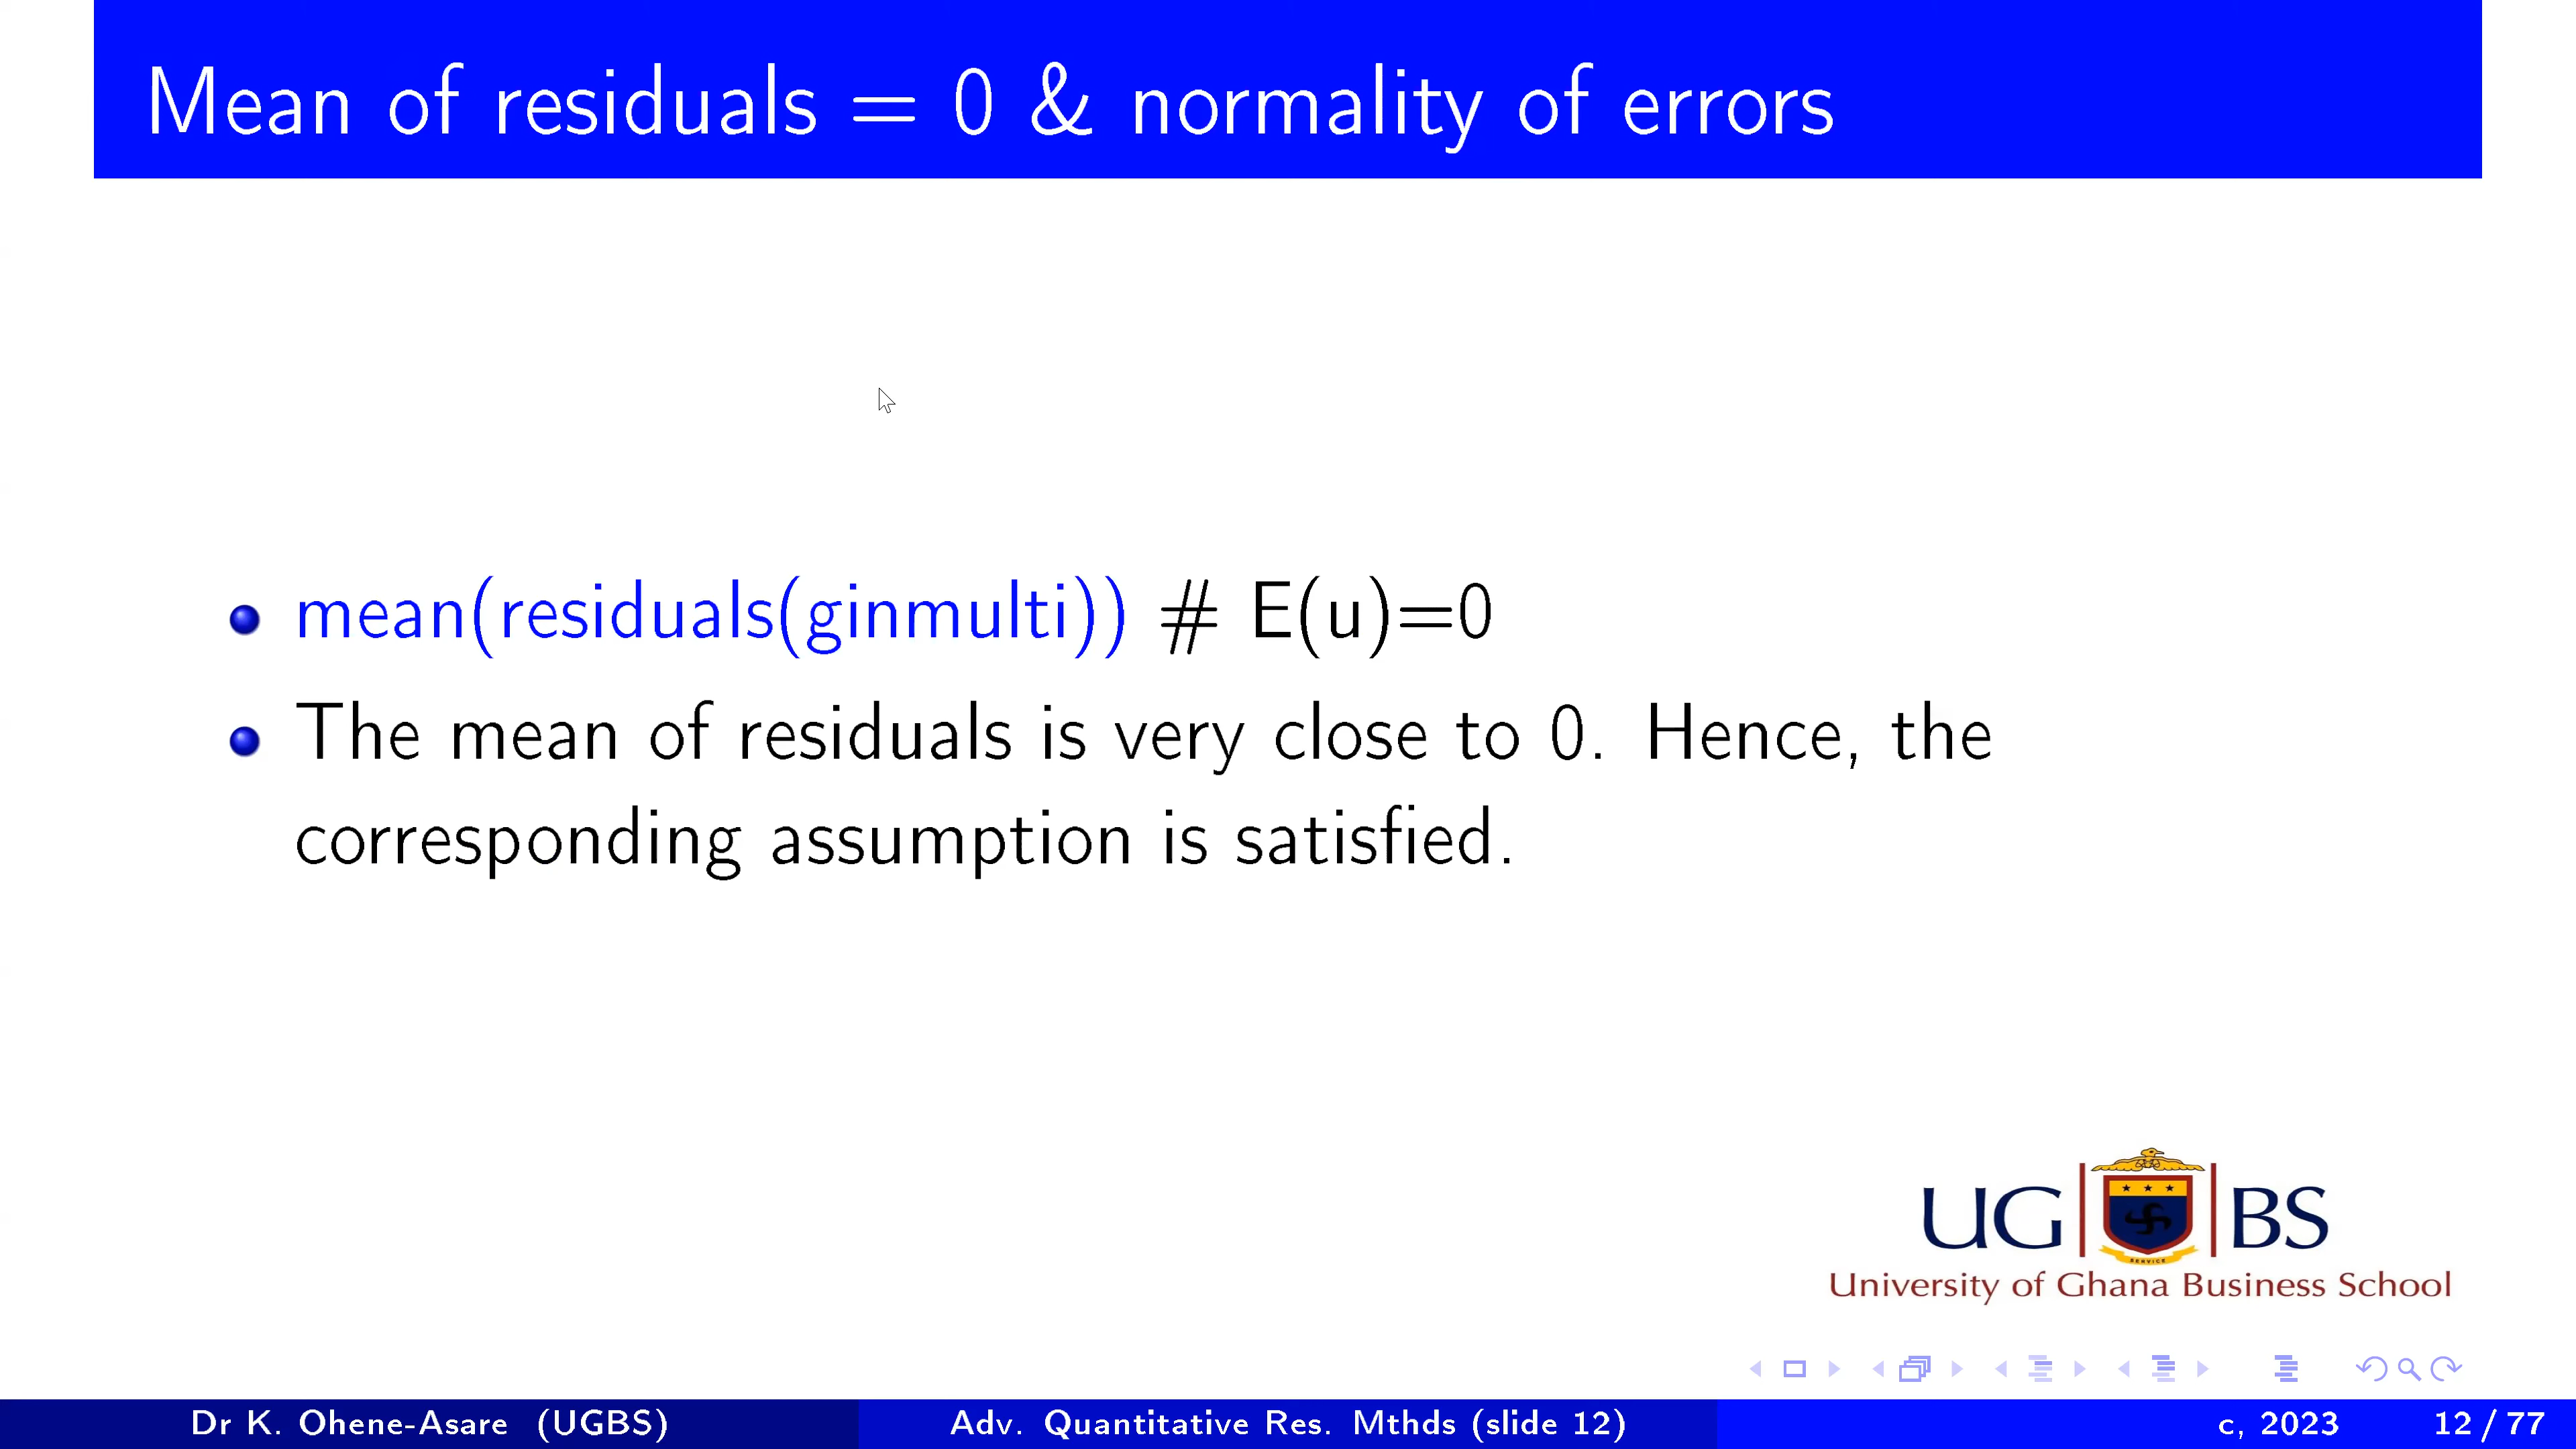 Mean of residuals = 0 & normality of errors
mean(residuals(ginmulti)) # E(u)=0
The mean of residuals is very close to 0. Hence, the
corresponding assumption is satisfied.
UG BS
SERVICE
University of Ghana Business School
Dr K. Ohene-Asare (UGBS) Adv. Quantitative Res. Mthds (slide 12) c, 2023 12 / 77